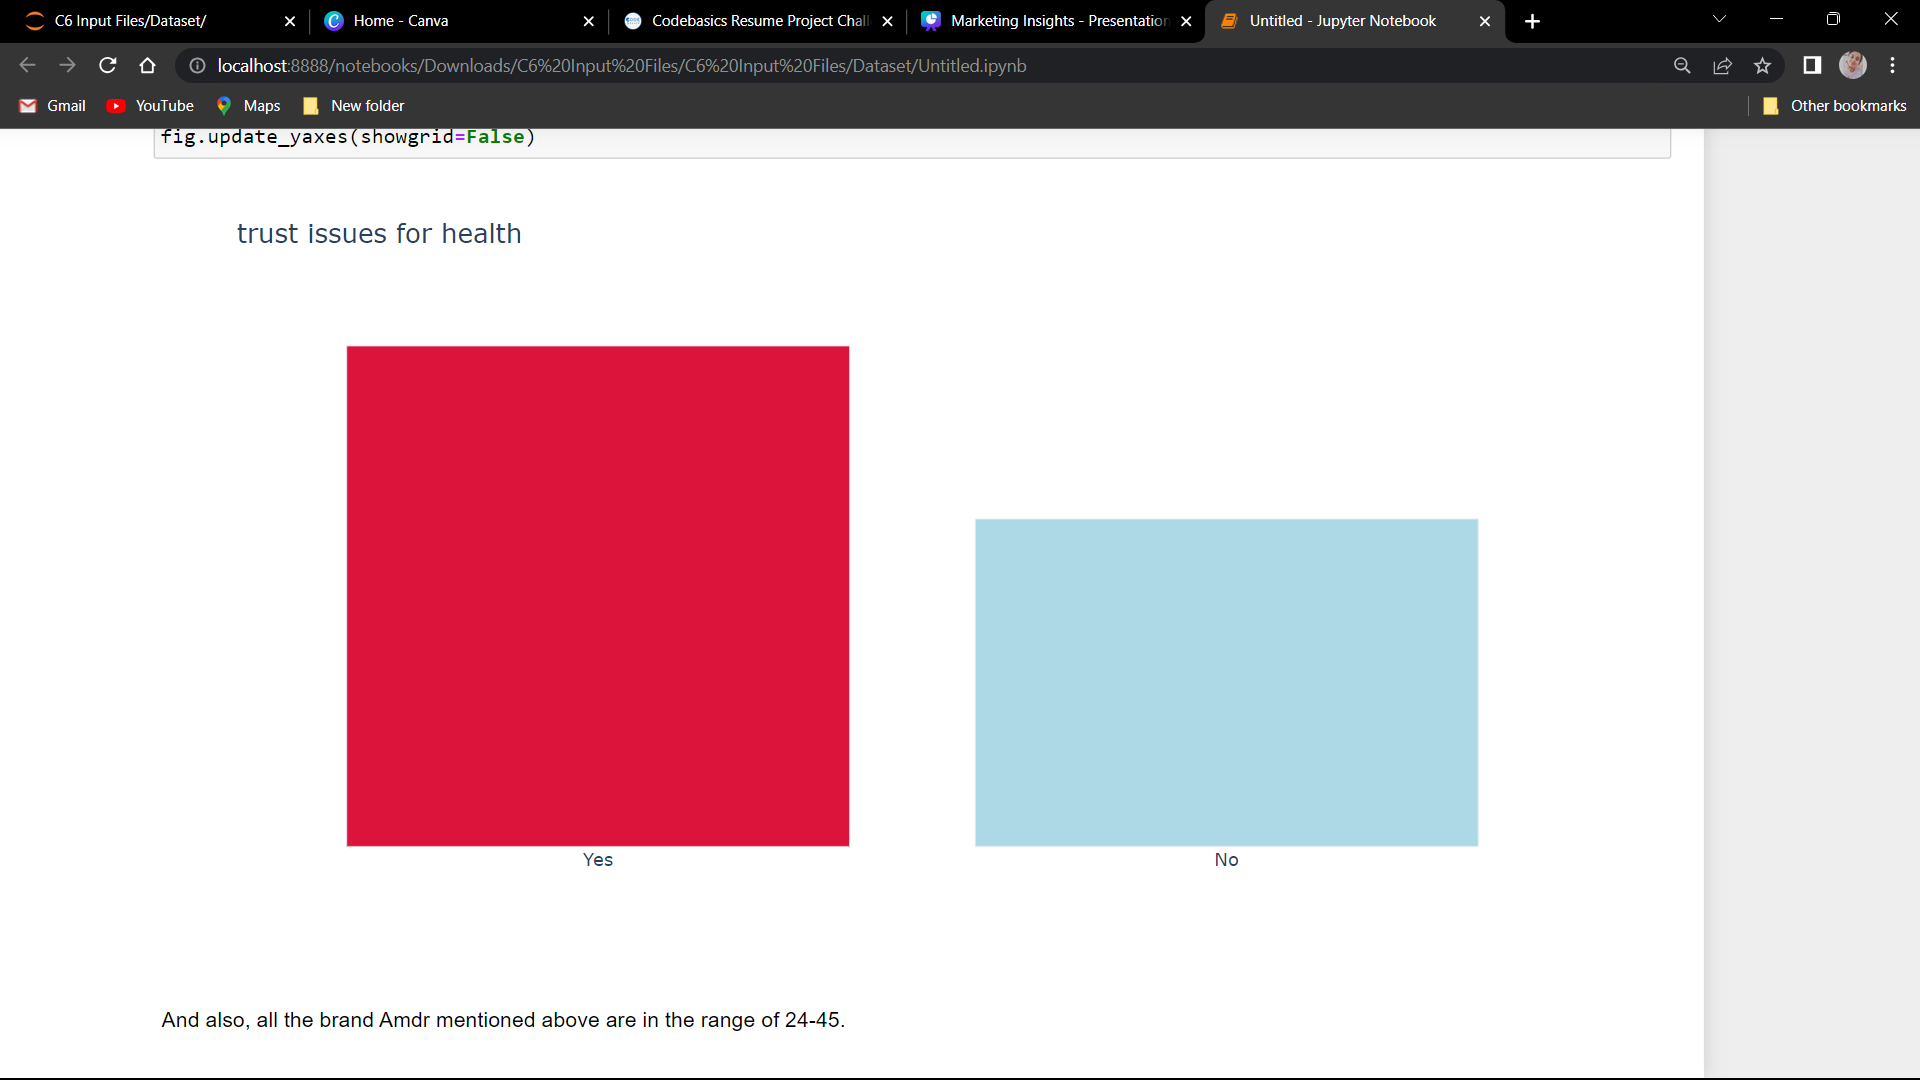 C6 Input Files/Dataset/
Home - Canva
Codebasics Resume Project Chall
Marketing Insights - Presentation
Untitled - Jupyter Notebook
localhost:8888/notebooks/Downloads/C6%20Input%20Files/C6%20Input%20Files/Dataset/Untitled.ipynb
Gmail
YouTube
Maps
New folder
Other bookmarks
fig.update_yaxes(showgrid=False)
trust issues for health
Yes
No
And also, all the brand Amdr mentioned above are in the range of 24-45.